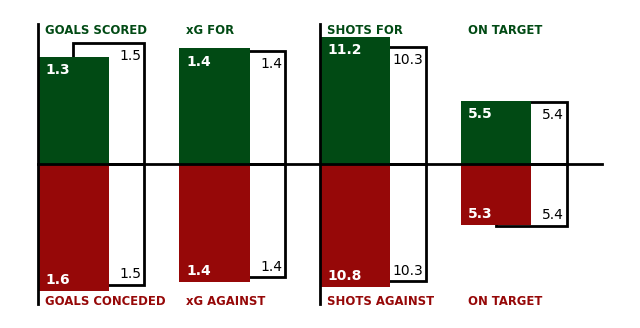 GOALS SCORED xG FOR SHOTS FOR ON TARGET
1.3 1.5 1.4 1.4 11.2 10.3 5.5 5.4
1.6 1.5 1.4 1.4 10.8 10.3 5.3 5.4
GOALS CONCEDED xG AGAINST SHOTS AGAINST ON TARGET